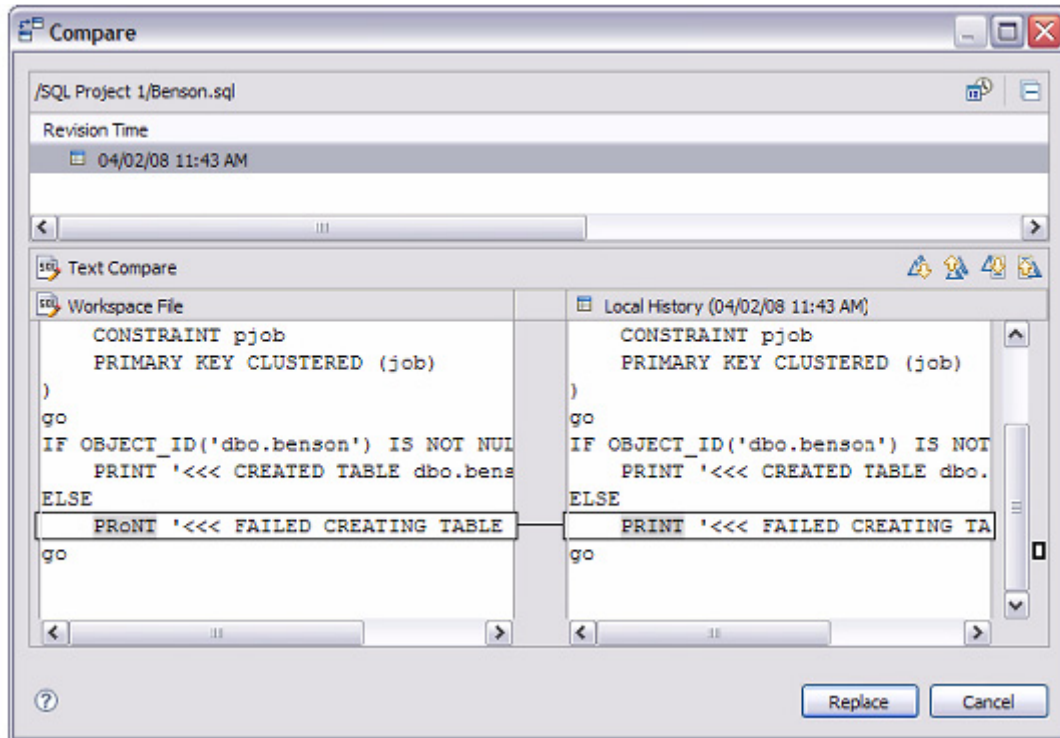 Compare
/SQL Project 1/Benson.sql
Revision Time
04/02/08 11:43 AM
Text Compare
Workspace File
CONSTRAINT pjob
PRIMARY KEY CLUSTERED (job)
)
go
IF OBJECT_ID('dbo.benson') IS NOT NUL
PRINT '<<< CREATED TABLE dbo.bens
ELSE
PRoNT '<<< FAILED CREATING TABLE
go
Local History (04/02/08 11:43 AM)
CONSTRAINT pjob
PRIMARY KEY CLUSTERED (job)
)
go
IF OBJECT_ID('dbo.benson') IS NOT
PRINT '<<< CREATED TABLE dbo.
ELSE
PRINT '<<< FAILED CREATING TA
go
Replace
Cancel